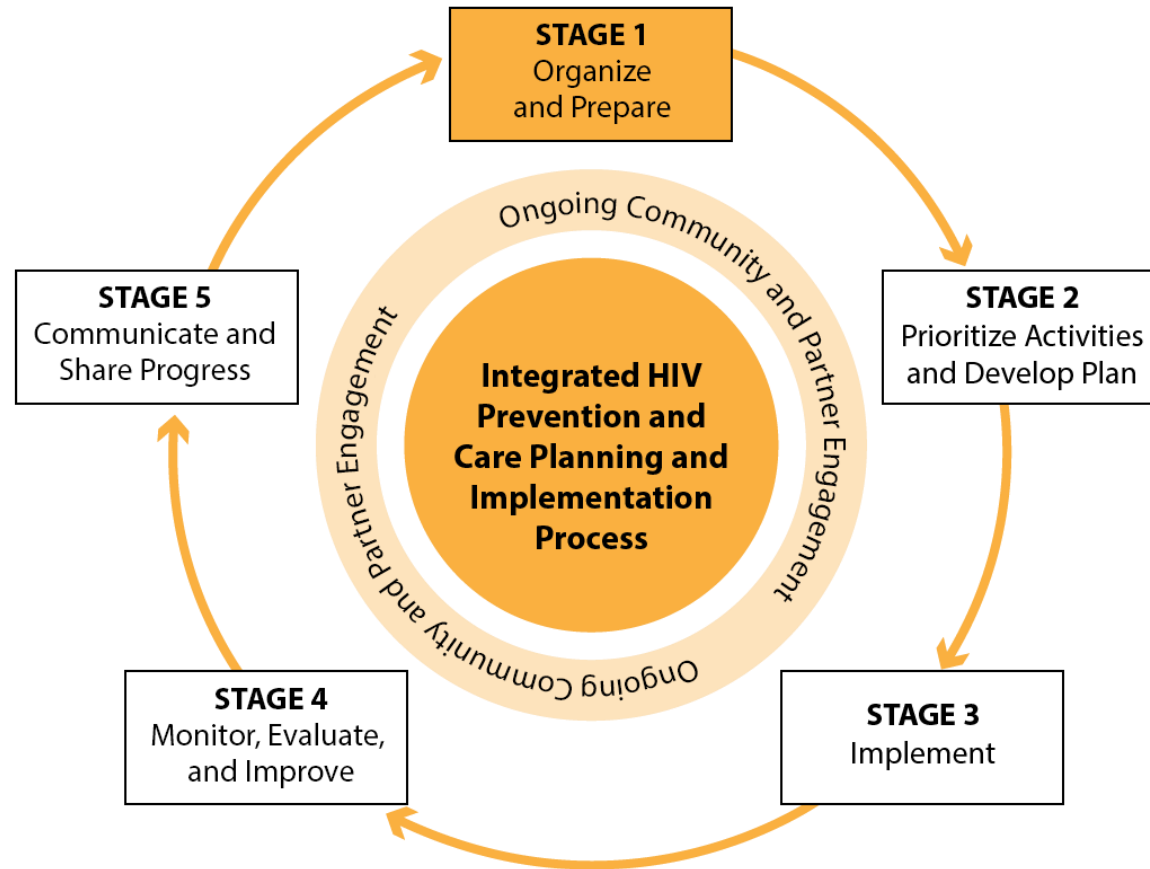 STAGE 1
Organize
and Prepare
STAGE 2
Prioritize Activities
and Develop Plan
STAGE 3
Implement
STAGE 4
Monitor, Evaluate,
and Improve
STAGE 5
Communicate and
Share Progress
Ongoing Community and Partner Engagement
Ongoing Community and Partner Engagement
Integrated HIV
Prevention and
Care Planning and
Implementation
Process